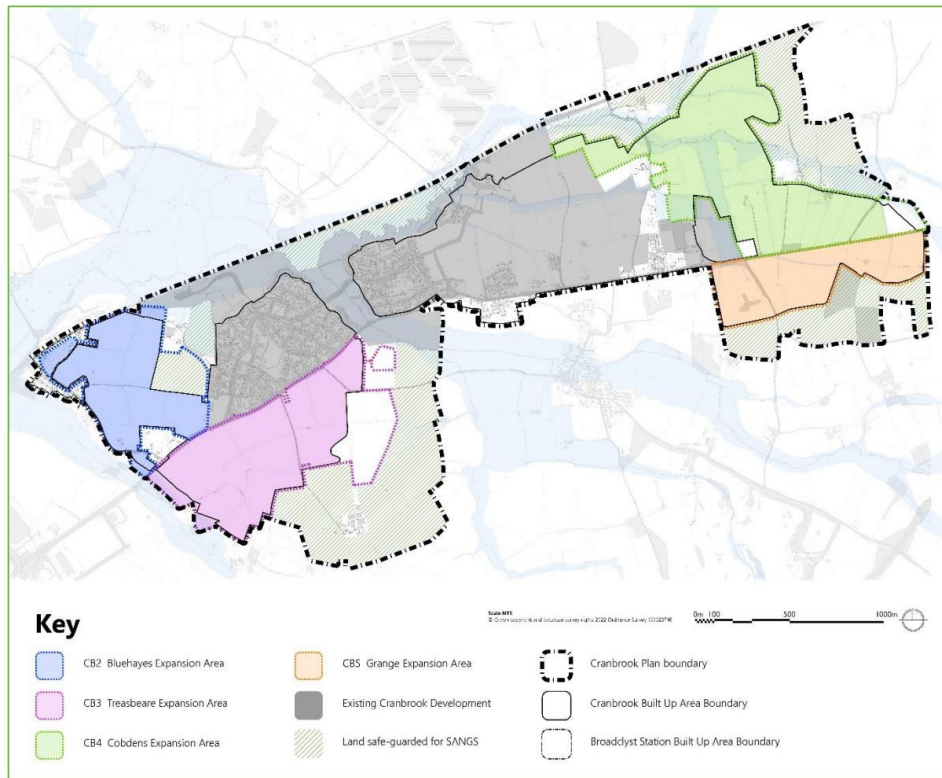 Key
Scale NTS
0m 100 500 1000m
CB2 Bluehayes Expansion Area
CB3 Treasbeare Expansion Area
CB4 Cobdens Expansion Area
CB5 Grange Expansion Area
Existing Cranbrook Development
Land safe-guarded for SANGS
Cranbrook Plan boundary
Cranbrook Built Up Area Boundary
Broadclyst Station Built Up Area Boundary